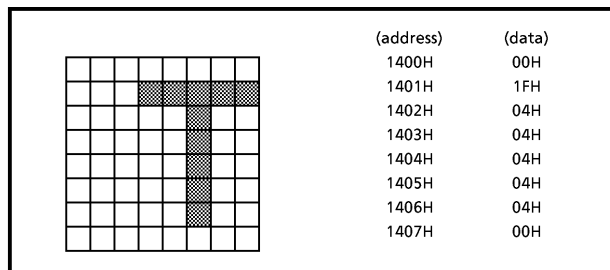 (address) (data)
1400H 00H
1401H 1FH
1402H 04H
1403H 04H
1404H 04H
1405H 04H
1406H 04H
1407H 00H